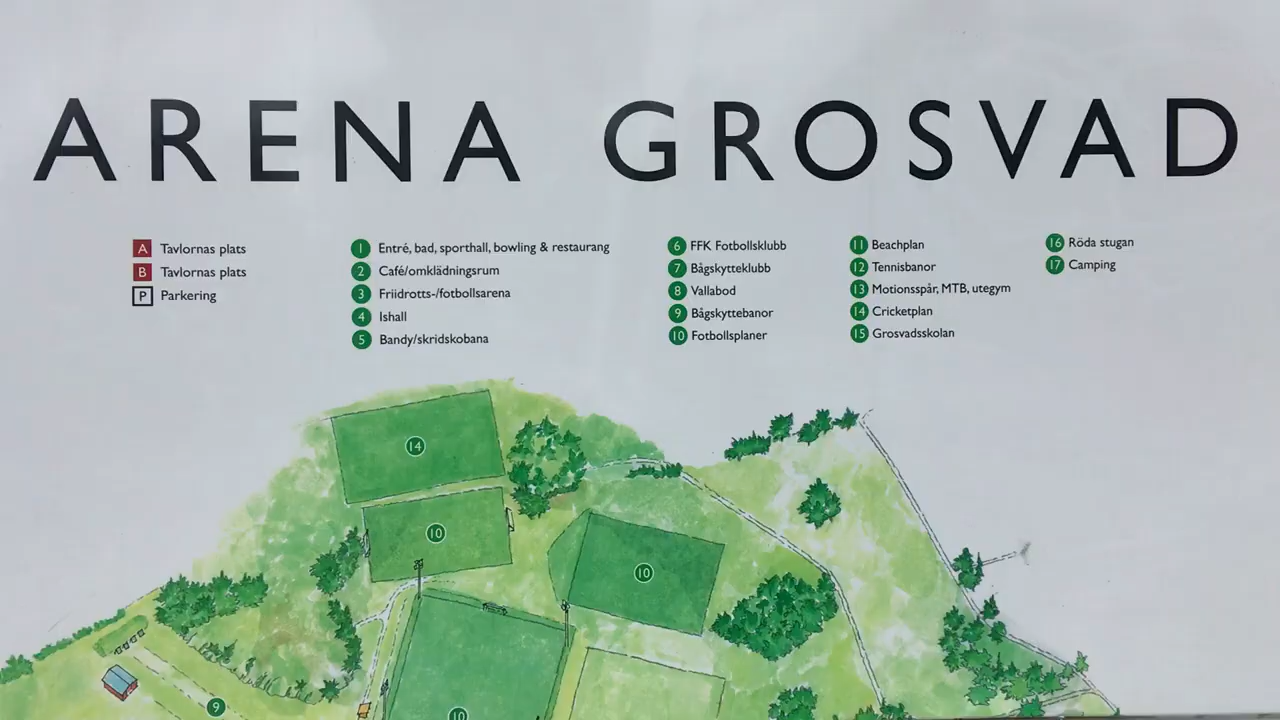 ARENA GROSVAD
A Tavlornas plats
B Tavlornas plats
P Parkering
1 Entré, bad, sporthall, bowling & restaurang
2 Café/omklädningsrum
3 Friidrotts-/fotbollsarena
4 Ishall
5 Bandy/skridskobana
6 FFK Fotbollsklubb
7 Bågskytteklubb
8 Vallabod
9 Bågskyttebanor
10 Fotbollsplaner
11 Beachplan
12 Tennisbanor
13 Motionsspår, MTB, utegym
14 Cricketplan
15 Grosvadsskolan
16 Röda stugan
17 Camping
14
10
10
9
10